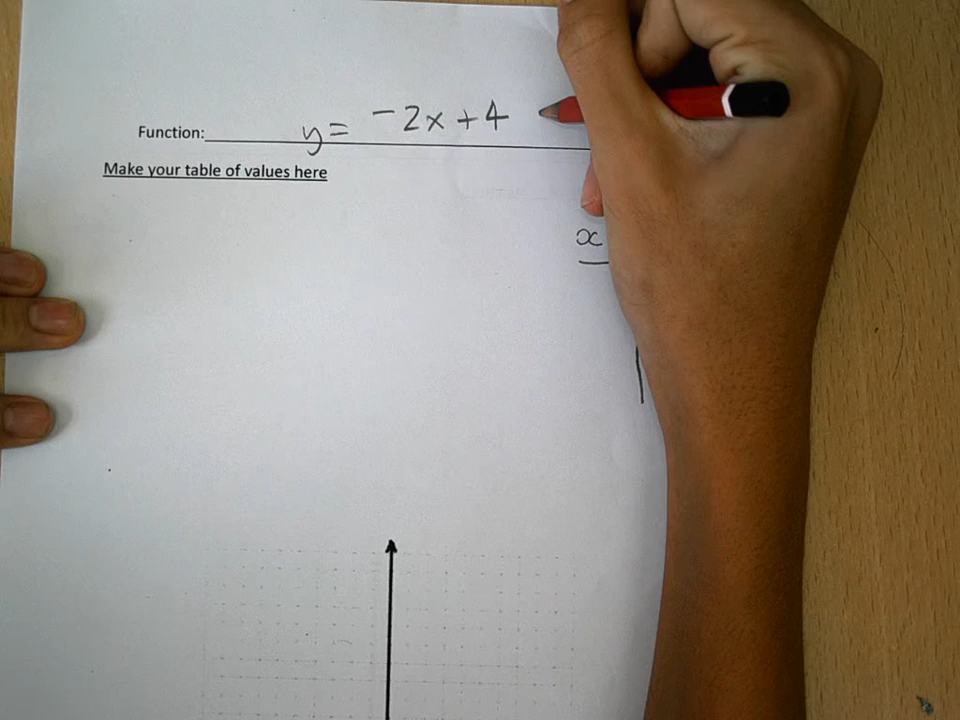 Function: y = -2x+4
Make your table of values here
x